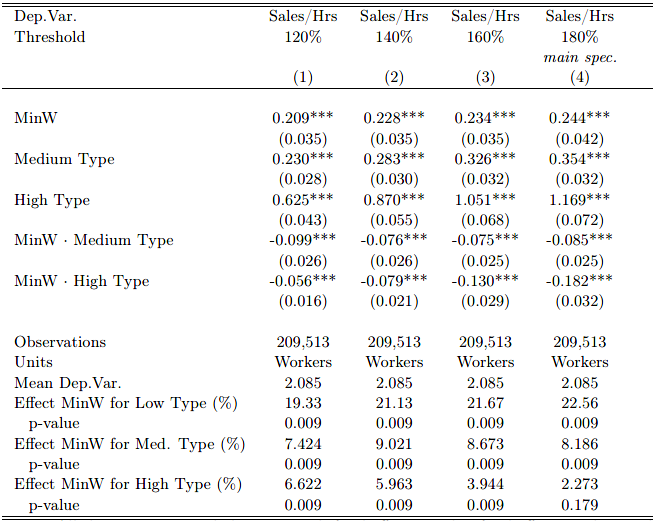 Dep.Var. Sales/Hrs Sales/Hrs Sales/Hrs Sales/Hrs
Threshold 120% 140% 160% 180%
main spec.
(1) (2) (3) (4)
MinW 0.209*** 0.228*** 0.234*** 0.244***
(0.035) (0.035) (0.035) (0.042)
Medium Type 0.230*** 0.283*** 0.326*** 0.354***
(0.028) (0.030) (0.032) (0.032)
High Type 0.625*** 0.870*** 1.051*** 1.169***
(0.043) (0.055) (0.068) (0.072)
MinW · Medium Type -0.099*** -0.076*** -0.075*** -0.085***
(0.026) (0.026) (0.025) (0.025)
MinW · High Type -0.056*** -0.079*** -0.130*** -0.182***
(0.016) (0.021) (0.029) (0.032)
Observations 209,513 209,513 209,513 209,513
Units Workers Workers Workers Workers
Mean Dep.Var. 2.085 2.085 2.085 2.085
Effect MinW for Low Type (%) 19.33 21.13 21.67 22.56
p-value 0.009 0.009 0.009 0.009
Effect MinW for Med. Type (%) 7.424 9.021 8.673 8.186
p-value 0.009 0.009 0.009 0.009
Effect MinW for High Type (%) 6.622 5.963 3.944 2.273
p-value 0.009 0.009 0.009 0.179